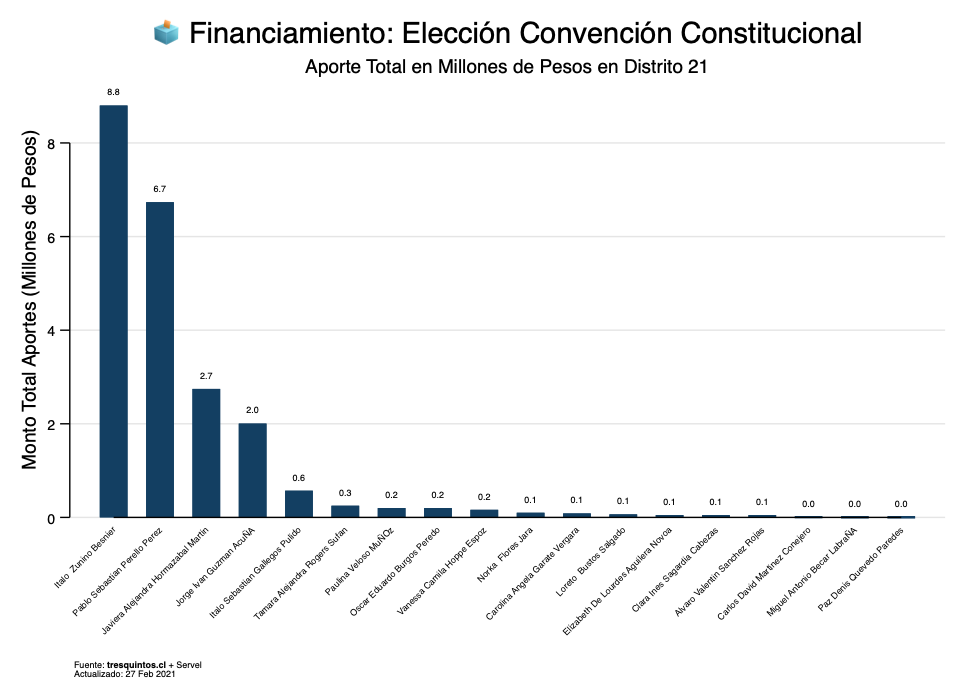 Financiamiento: Elección Convención Constitucional
Aporte Total en Millones de Pesos en Distrito 21
Monto Total Aportes (Millones de Pesos)
8
6
4
2
0
8.8
6.7
2.7
2.0
0.6
0.3
0.2
0.2
0.2
0.1
0.1
0.1
0.1
0.1
0.1
0.0
0.0
0.0
Italo Zunino Besnier
Pablo Sebastian Perello Perez
Javiera Alejandra Hormazabal Martin
Jorge Ivan Guzman AcuÑA
Italo Sebastian Gallegos Pulido
Tamara Alejandra Rogers Sufan
Paulina Veloso MuÑOz
Oscar Eduardo Burgos Peredo
Vanessa Camila Hoppe Espoz
Norka Flores Jara
Carolina Angela Garate Vergara
Loreto Bustos Salgado
Elizabeth De Lourdes Aguilera Novoa
Clara Ines Sagardia Cabezas
Alvaro Valentin Sanchez Rojas
Carlos David Martinez Conejero
Miguel Antonio Becar LabraÑA
Paz Denis Quevedo Paredes
Fuente: tresquintos.cl + Servel
Actualizado: 27 Feb 2021